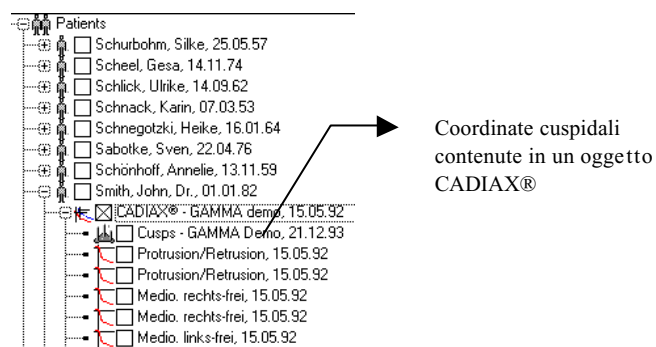 Patients
Schurbohm, Silke, 25.05.57
Scheel, Gesa, 14.11.74
Schlick, Ulrike, 14.09.62
Schnack, Karin, 07.03.53
Schnegotzki, Heike, 16.01.64
Sabotke, Sven, 22.04.76
Schönhoff, Annelie, 13.11.59
Smith, John, Dr., 01.01.82
CADIAX® - GAMMA demo, 15.05.92
Cusps - GAMMA Demo, 21.12.93
Protrusion/Retrusion, 15.05.92
Protrusion/Retrusion, 15.05.92
Medio. rechts-frei, 15.05.92
Medio. rechts-frei, 15.05.92
Medio. links-frei, 15.05.92
Coordinate cuspidali
contenute in un oggetto
CADIAX®